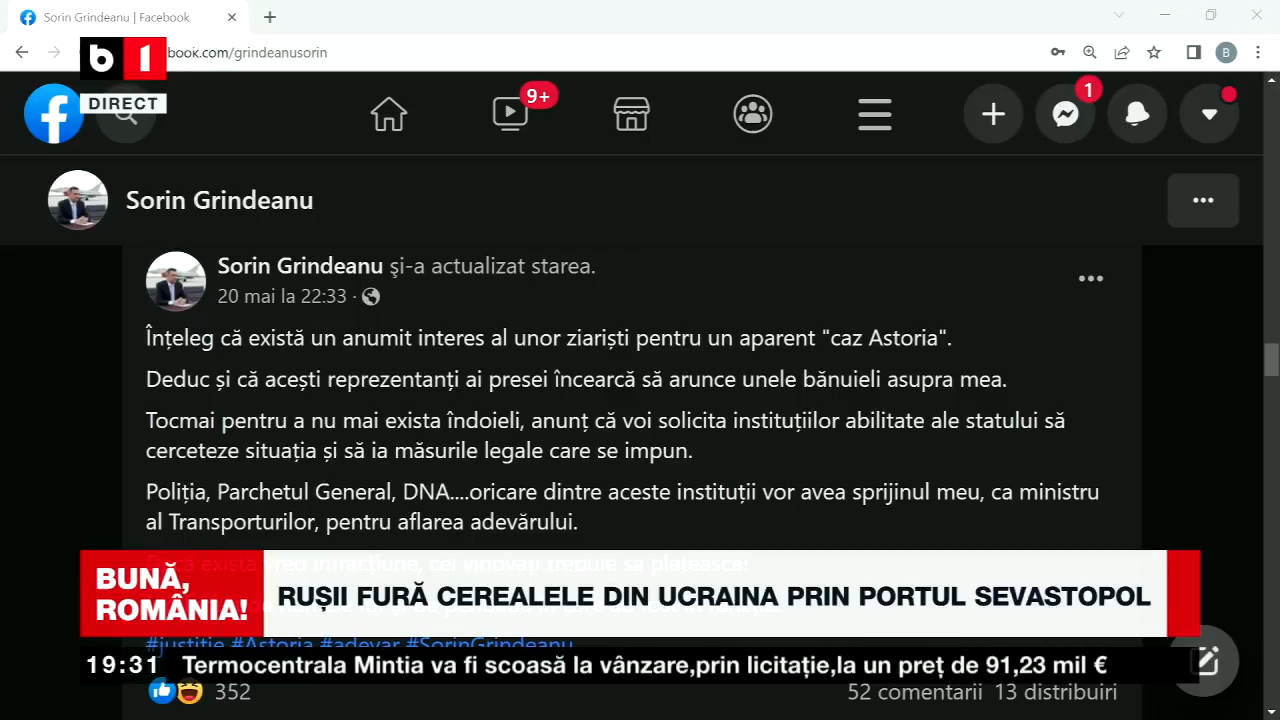 Sorin Grindeanu | Facebook
book.com/grindeanusorin
B
b1
DIRECT
9+
1
Sorin Grindeanu
Sorin Grindeanu și-a actualizat starea.
20 mai la 22:33
Înțeleg că există un anumit interes al unor ziariști pentru un aparent "caz Astoria".
Deduc și că acești reprezentanți ai presei încearcă să arunce unele bănuieli asupra mea.
Tocmai pentru a nu mai exista îndoieli, anunț că voi solicita instituțiilor abilitate ale statului să
cerceteze situația și să ia măsurile legale care se impun.
Poliția, Parchetul General, DNA....oricare dintre aceste instituții vor avea sprijinul meu, ca ministru
al Transporturilor, pentru aflarea adevărului.
există vreo infracțiune, cei vinovați trebuie să plătească!
BUNĂ,
ROMÂNIA!
RUȘII FURĂ CEREALELE DIN UCRAINA PRIN PORTUL SEVASTOPOL
#justitie #Astoria #adevar #SorinGrindeanu
19:31 Termocentrala Mintia va fi scoasă la vânzare,prin licitație,la un preț de 91,23 mil €
352
52 comentarii 13 distribuiri